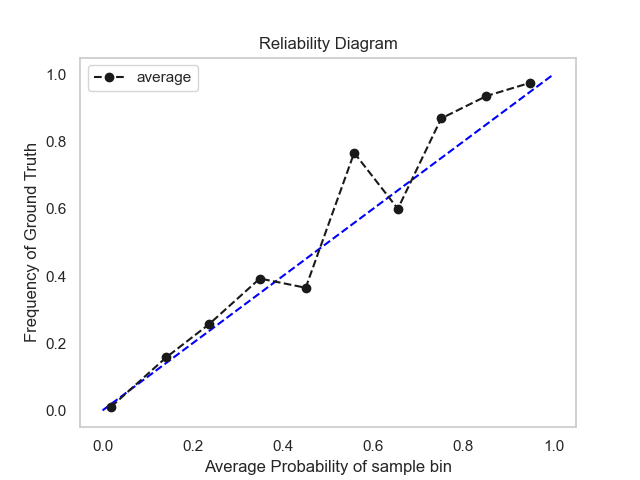 Reliability Diagram
average
Frequency of Ground Truth
1.0
0.8
0.6
0.4
0.2
0.0
0.0 0.2 0.4 0.6 0.8 1.0
Average Probability of sample bin